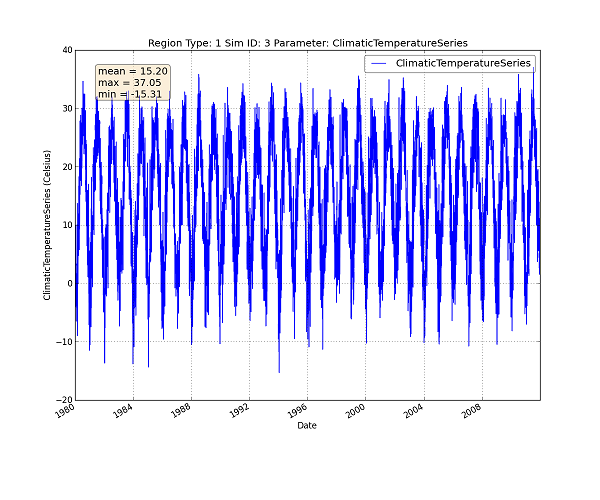 Region Type: 1 Sim ID: 3 Parameter: ClimaticTemperatureSeries
40
mean = 15.20
max = 37.05
min = -15.31
ClimaticTemperatureSeries
30
20
10
0
−10
−20
ClimaticTemperatureSeries (Celsius)
1980
1984
1988
1992
1996
2000
2004
2008
Date